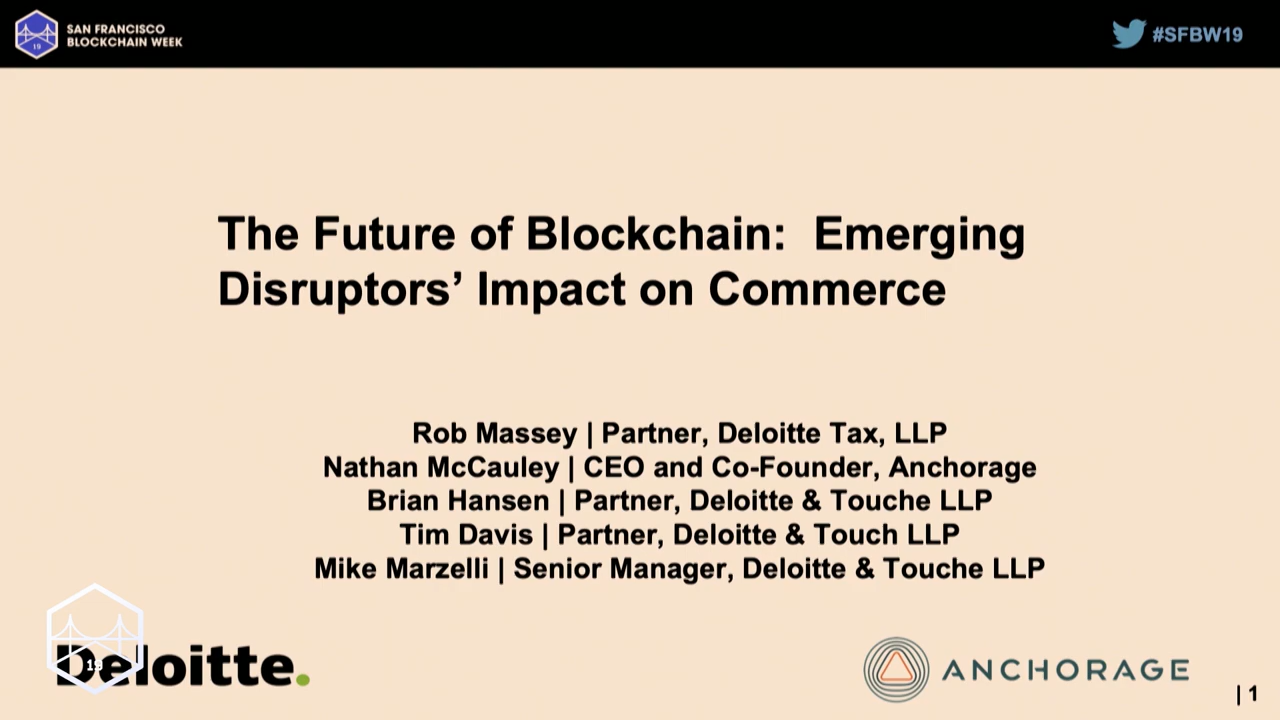 SAN FRANCISCO
BLOCKCHAIN WEEK
19
#SFBW19
The Future of Blockchain: Emerging
Disruptors’ Impact on Commerce
Rob Massey | Partner, Deloitte Tax, LLP
Nathan McCauley | CEO and Co-Founder, Anchorage
Brian Hansen | Partner, Deloitte & Touche LLP
Tim Davis | Partner, Deloitte & Touch LLP
Mike Marzelli | Senior Manager, Deloitte & Touche LLP
19
Deloitte.
ANCHORAGE
| 1